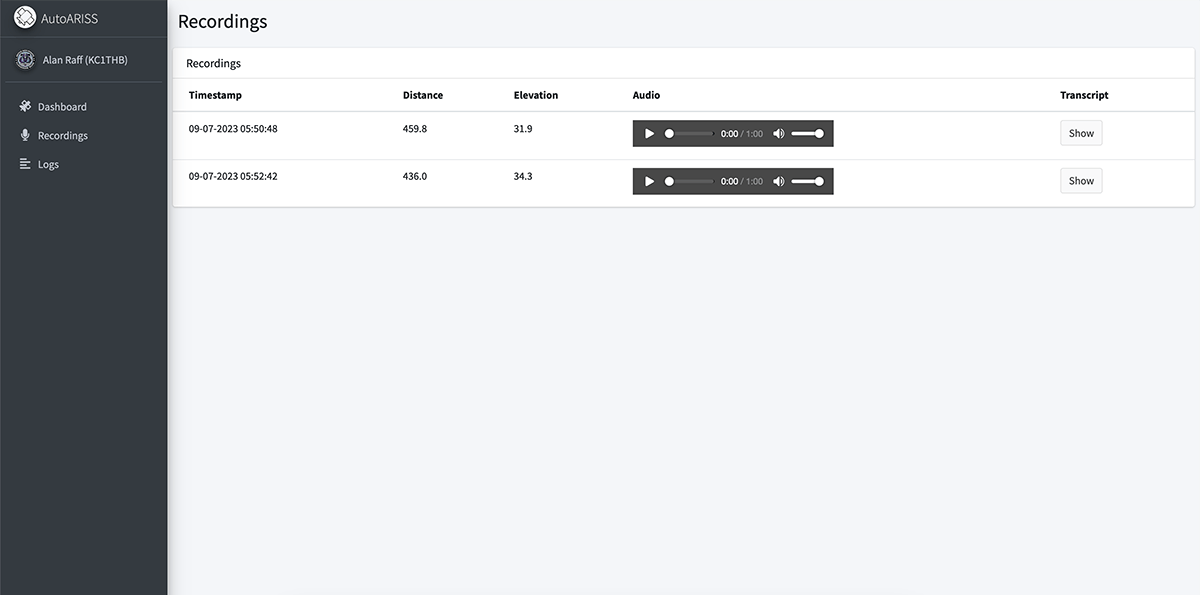 AutoARISS
Alan Raff (KC1THB)
Dashboard
Recordings
Logs
Recordings
Recordings
Timestamp Distance Elevation Audio Transcript
09-07-2023 05:50:48 459.8 31.9 0:00 / 1:00 Show
09-07-2023 05:52:42 436.0 34.3 0:00 / 1:00 Show